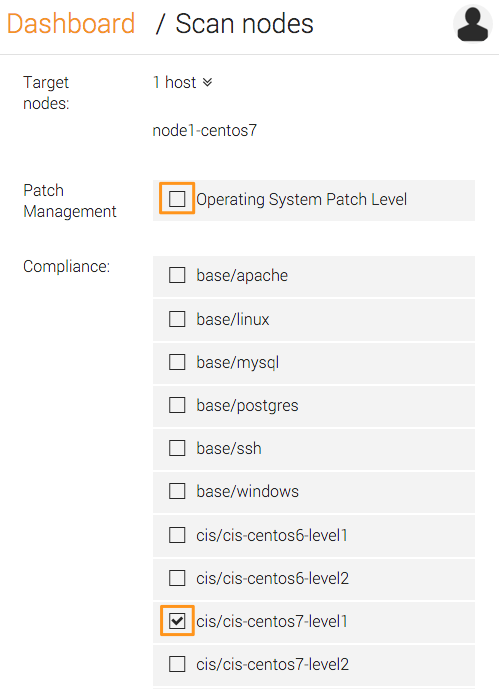 Dashboard / Scan nodes
Target
nodes:
1 host
node1-centos7
Patch
Management
Operating System Patch Level
Compliance:
base/apache
base/linux
base/mysql
base/postgres
base/ssh
base/windows
cis/cis-centos6-level1
cis/cis-centos6-level2
cis/cis-centos7-level1
cis/cis-centos7-level2